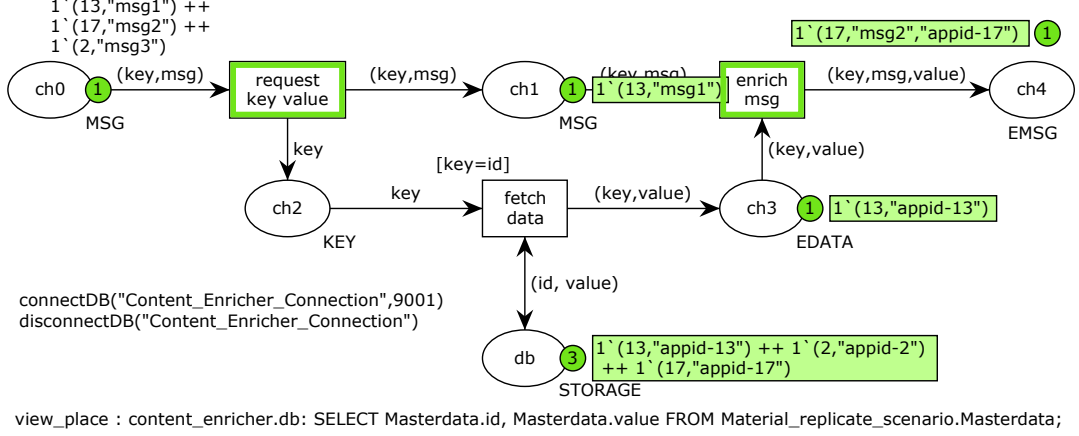 1`(13,"msg1") ++
1`(17,"msg2") ++
1`(2,"msg3")
1`(17,"msg2","appid-17") 1
ch0 1 (key,msg) request
key value (key,msg) ch1 1 (key,msg) 1`(13,"msg1") enrich
msg (key,msg,value) ch4
MSG MSG EMSG
key [key=id] (key,value)
ch2 key fetch
data (key,value) ch3 1 1`(13,"appid-13")
KEY EDATA
(id, value)
connectDB("Content_Enricher_Connection",9001)
disconnectDB("Content_Enricher_Connection")
db 3 1`(13,"appid-13") ++ 1`(2,"appid-2")
++ 1`(17,"appid-17")
STORAGE
view_place : content_enricher.db: SELECT Masterdata.id, Masterdata.value FROM Material_replicate_scenario.Masterdata;